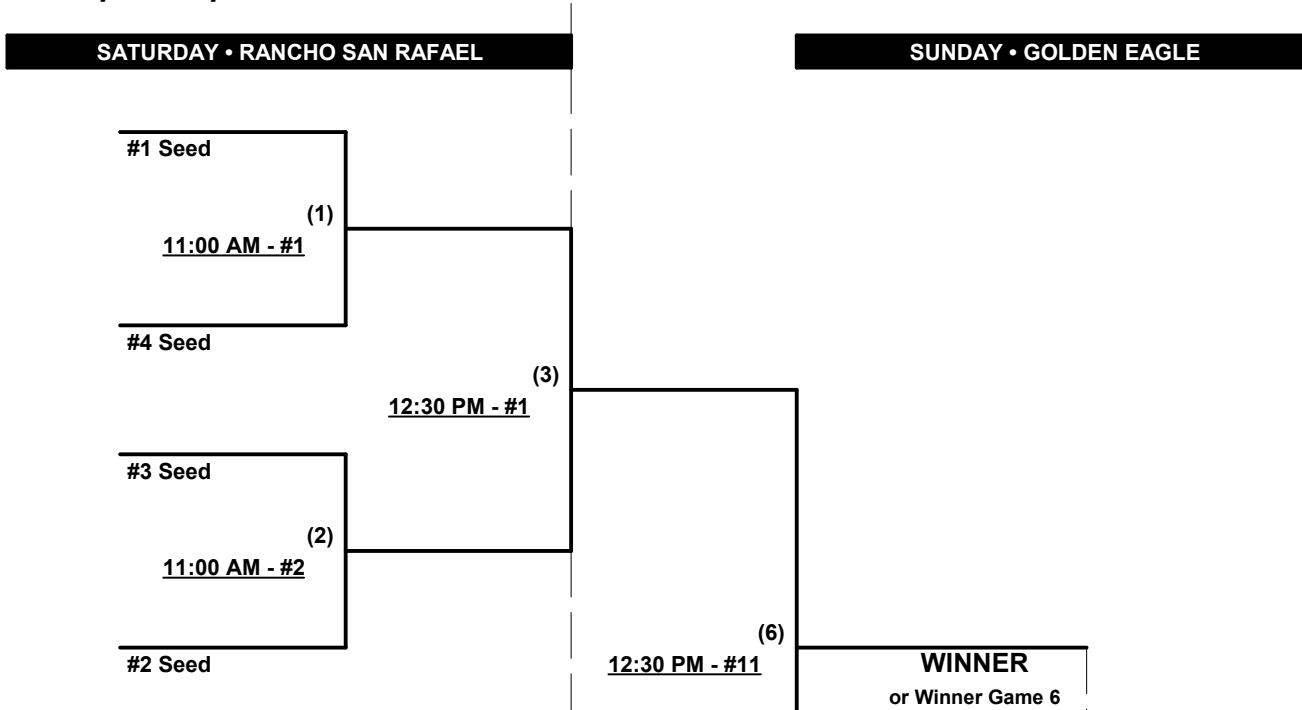 SATURDAY • RANCHO SAN RAFAEL
SUNDAY • GOLDEN EAGLE
#1 Seed
(1)
11:00 AM - #1
#4 Seed
(3)
12:30 PM - #1
#3 Seed
(2)
11:00 AM - #2
#2 Seed
(6)
12:30 PM - #11
WINNER
or Winner Game 6